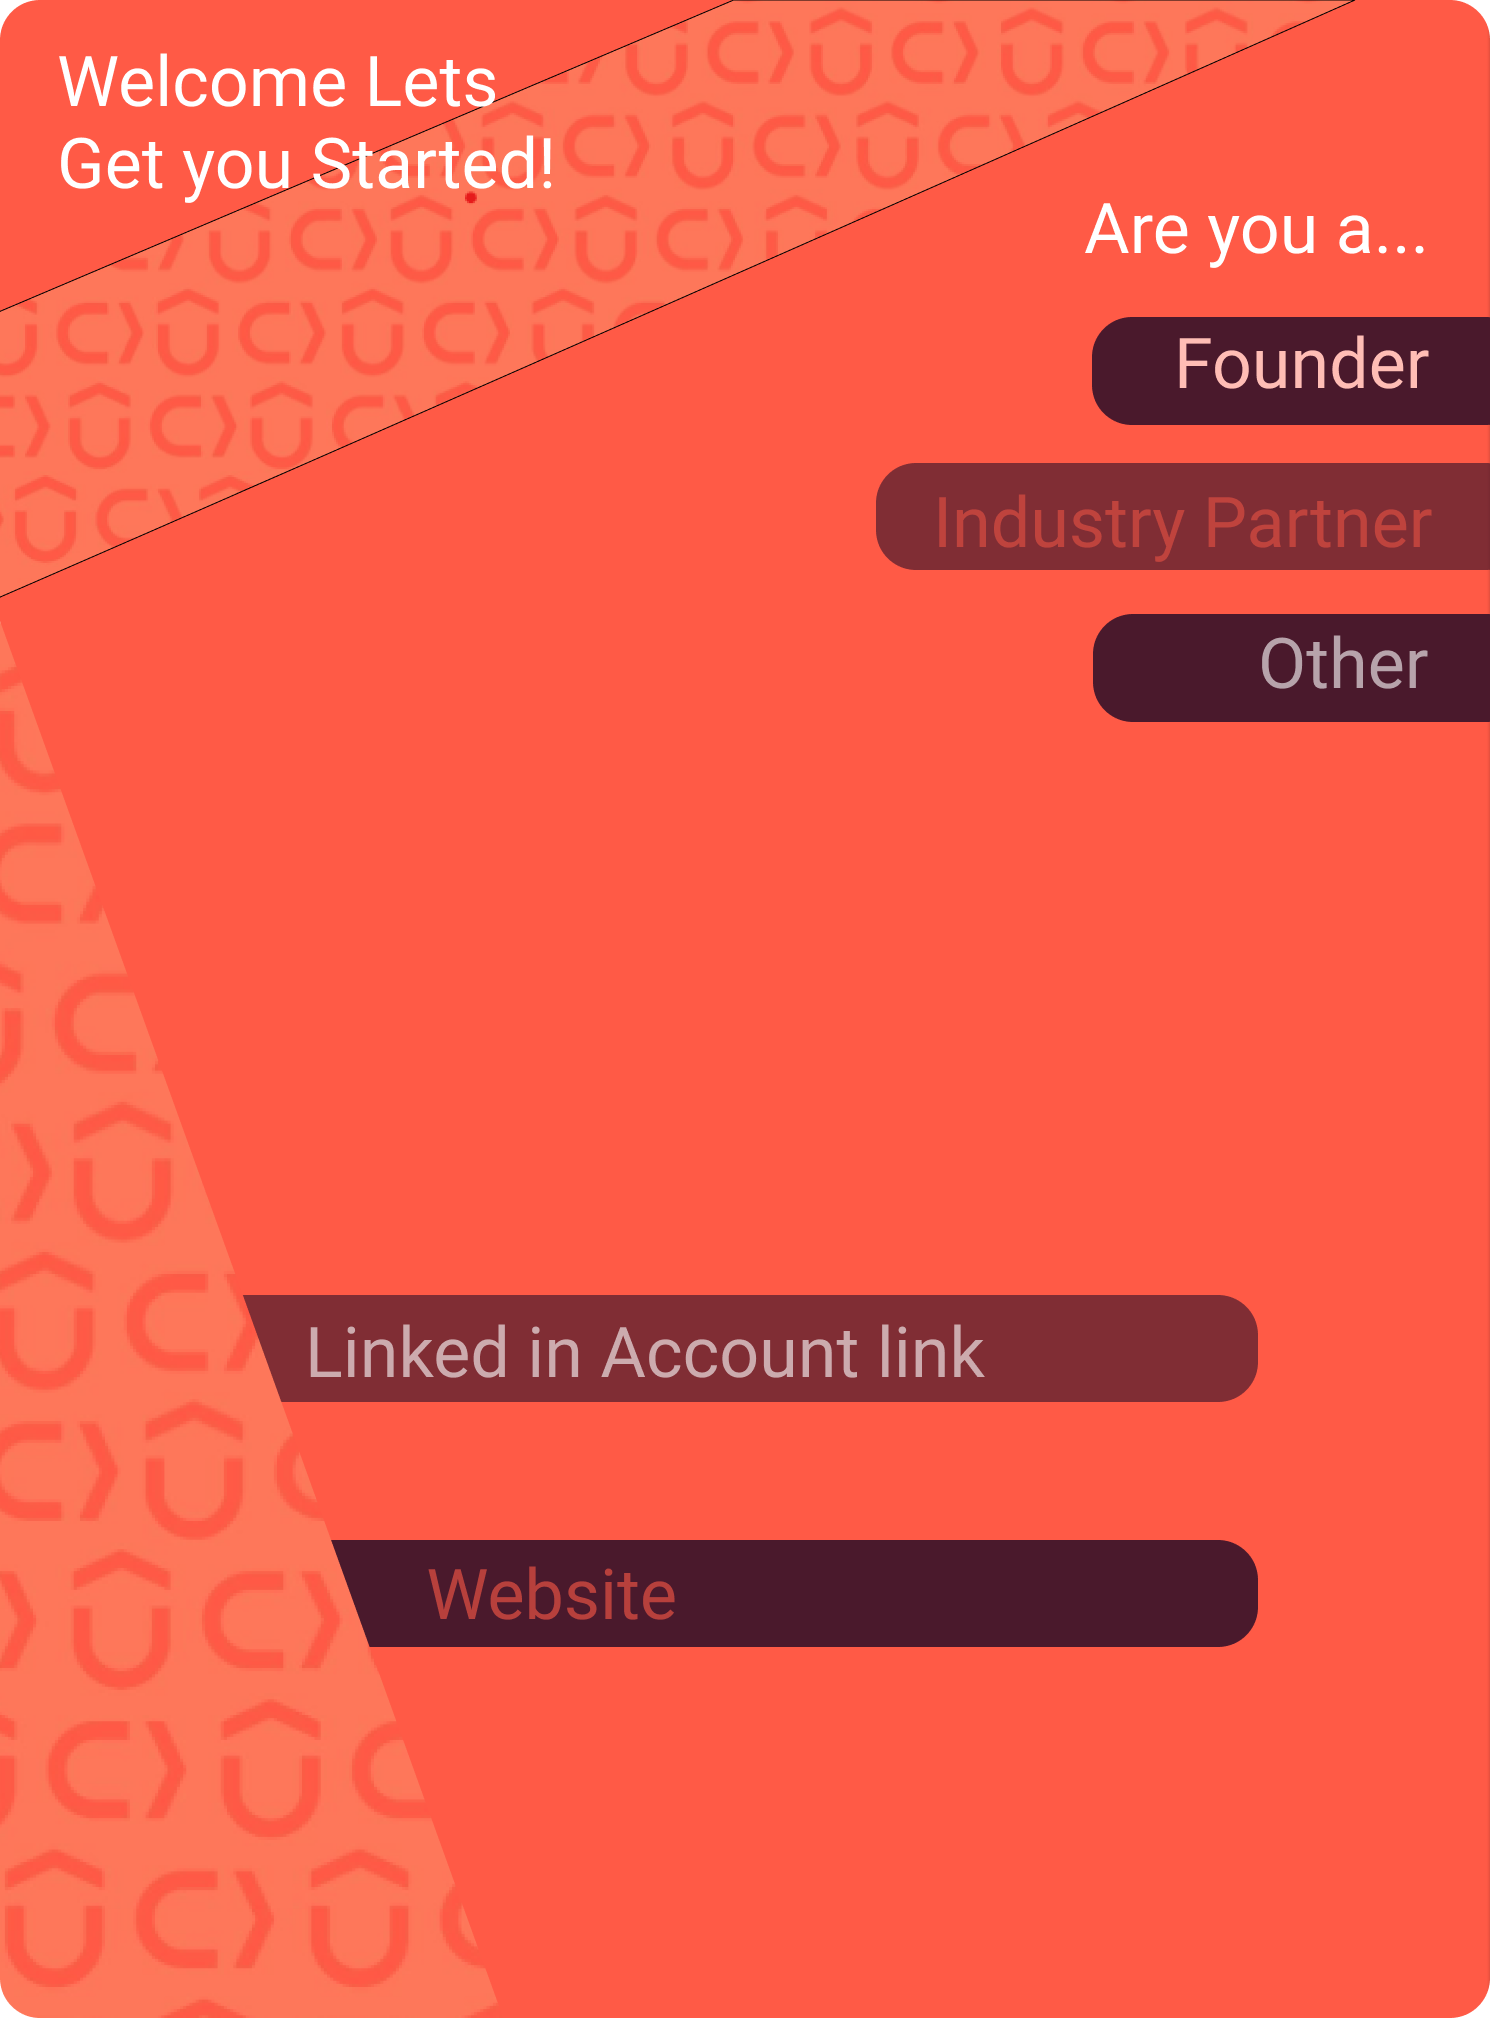 Welcome Lets
Get you Started!
Are you a...
Founder
Industry Partner
Other
Linked in Account link
Website